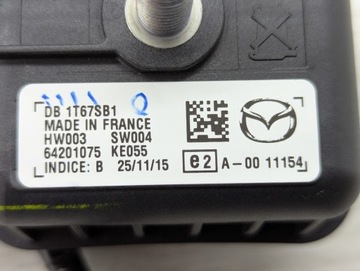 DB 1T67SB1
MADE IN FRANCE
HW003 SW004
64201075 KE055
INDICE: B 25/11/15
e2 A-00 11154